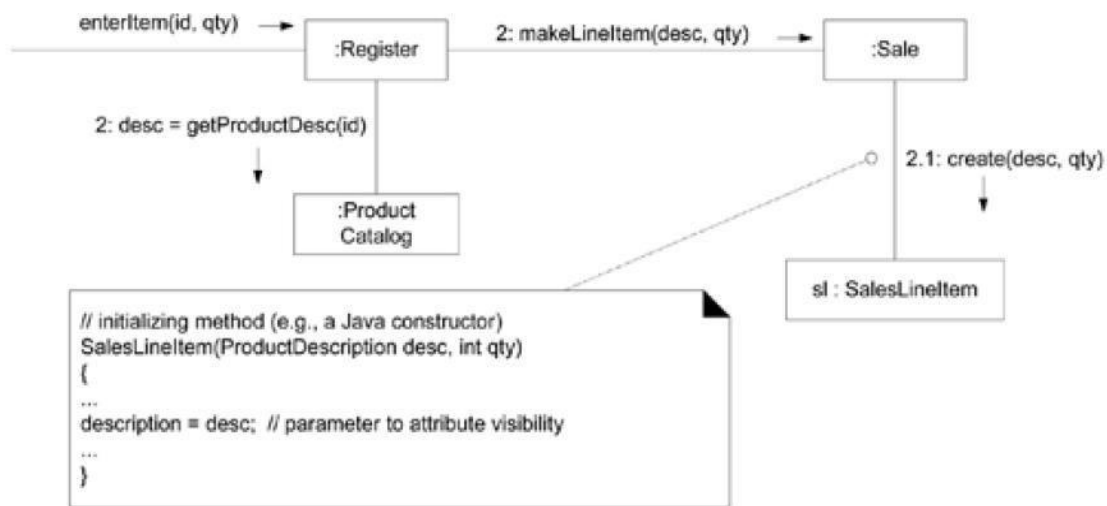 enterItem(id, qty)
:Register
2: makeLineItem(desc, qty)
:Sale
2: desc = getProductDesc(id)
2.1: create(desc, qty)
:Product
Catalog
sl : SalesLineItem
// initializing method (e.g., a Java constructor)
SalesLineItem(ProductDescription desc, int qty)
{
...
description = desc; // parameter to attribute visibility
...
}